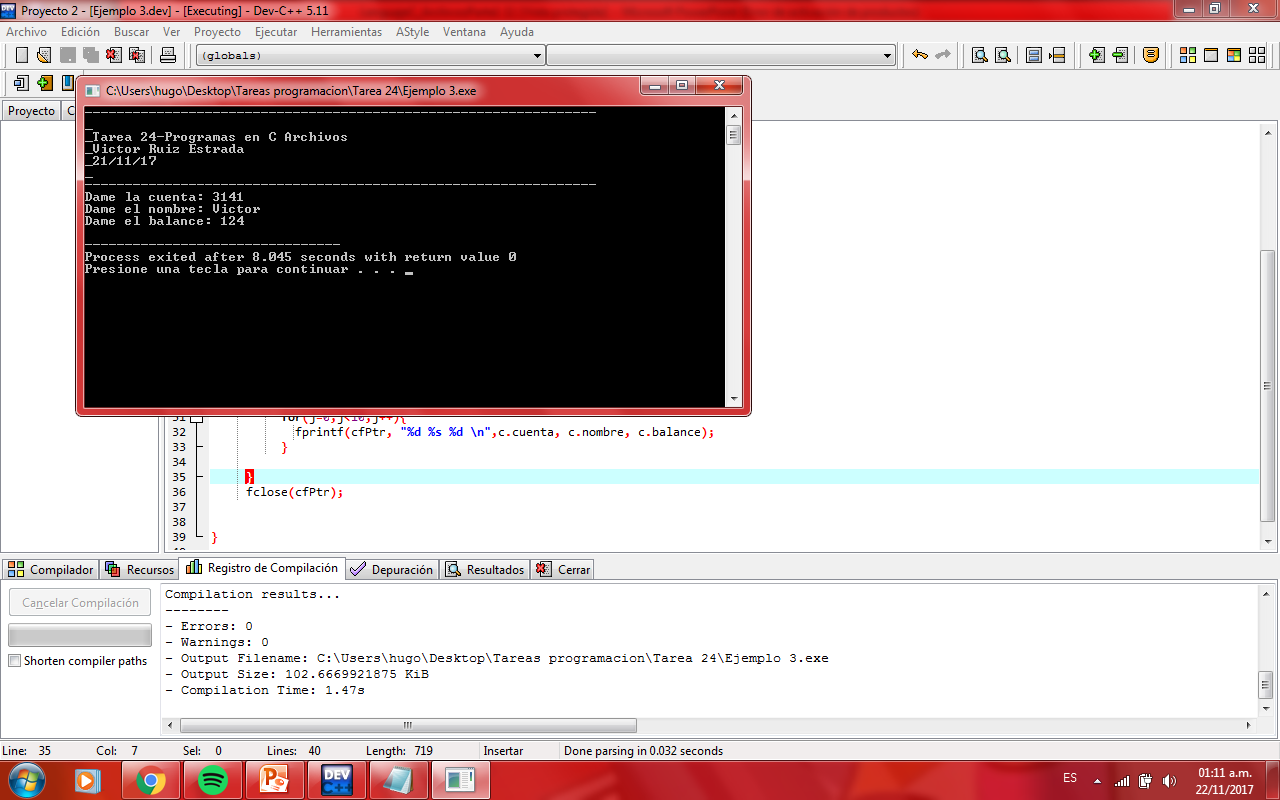 Proyecto 2 - [Ejemplo 3.dev] - [Executing] - Dev-C++ 5.11
Archivo Edición Buscar Ver Proyecto Ejecutar Herramientas AStyle Ventana Ayuda
(globals)
Proyecto C
C:\Users\hugo\Desktop\Tareas programacion\Tarea 24\Ejemplo 3.exe
----------------------------------------------------------------
_
_Tarea 24-Programas en C Archivos
_Victor Ruiz Estrada
_21/11/17
_
----------------------------------------------------------------
Dame la cuenta: 3141
Dame el nombre: Victor
Dame el balance: 124
--------------------------------
Process exited after 8.045 seconds with return value 0
Presione una tecla para continuar . . . _
31 for(j=0;j<10;j++){
32 fprintf(cfPtr, "%d %s %d \n",c.cuenta, c.nombre, c.balance);
33 }
34
35 }
36 fclose(cfPtr);
37
38
39 }
40
Compilador Recursos Registro de Compilación Depuración Resultados Cerrar
Cancelar Compilación
Shorten compiler paths
Compilation results...
--------
- Errors: 0
- Warnings: 0
- Output Filename: C:\Users\hugo\Desktop\Tareas programacion\Tarea 24\Ejemplo 3.exe
- Output Size: 102.6669921875 KiB
- Compilation Time: 1.47s
Line: 35 Col: 7 Sel: 0 Lines: 40 Length: 719 Insertar Done parsing in 0.032 seconds
DEV C++
ES
01:11 a.m.
22/11/2017